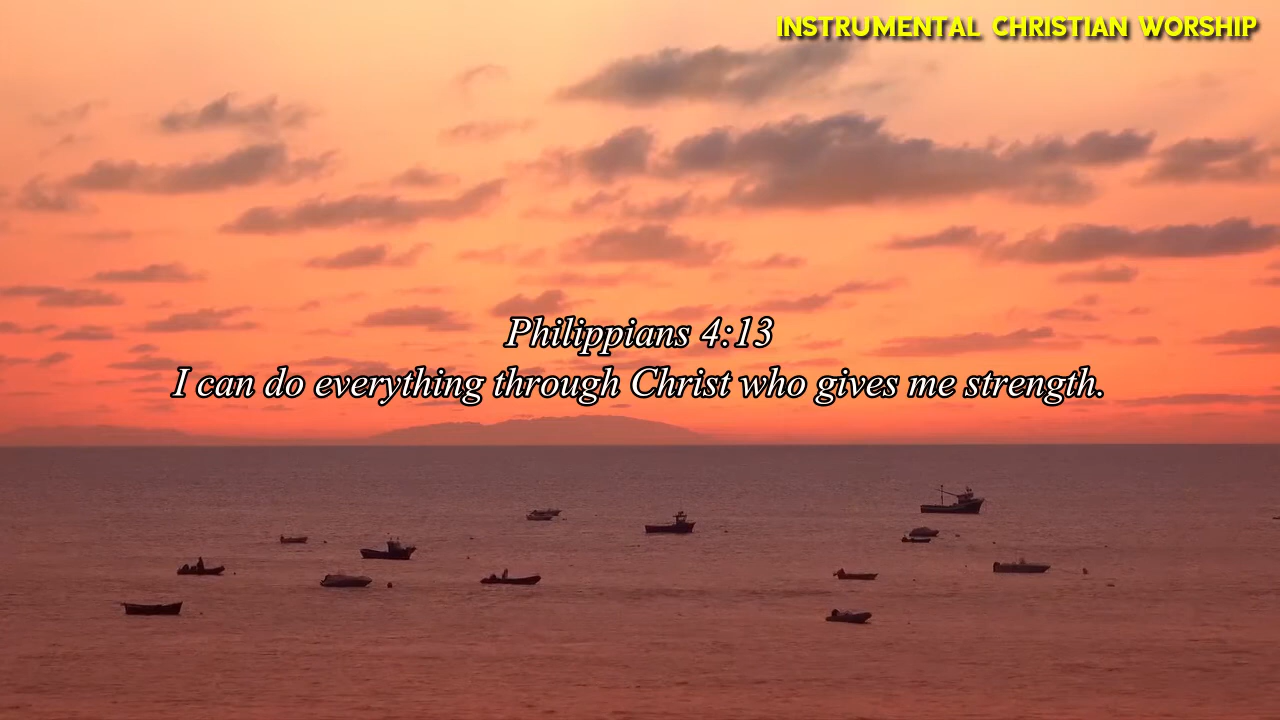 INSTRUMENTAL CHRISTIAN WORSHIP
Philippians 4:13
I can do everything through Christ who gives me strength.